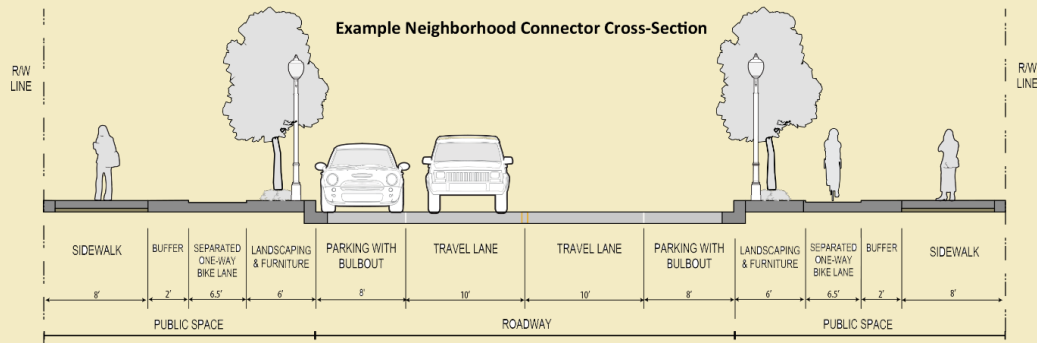 Example Neighborhood Connector Cross-Section
R/W
LINE
R/W
LINE
SIDEWALK
BUFFER
SEPARATED
ONE-WAY
BIKE LANE
LANDSCAPING
& FURNITURE
PARKING WITH
BULBOUT
TRAVEL LANE
TRAVEL LANE
PARKING WITH
BULBOUT
LANDSCAPING
& FURNITURE
SEPARATED
ONE-WAY
BIKE LANE
BUFFER
SIDEWALK
8'
2'
6.5'
6'
8'
10'
10'
8'
6'
6.5'
2'
8'
PUBLIC SPACE
ROADWAY
PUBLIC SPACE